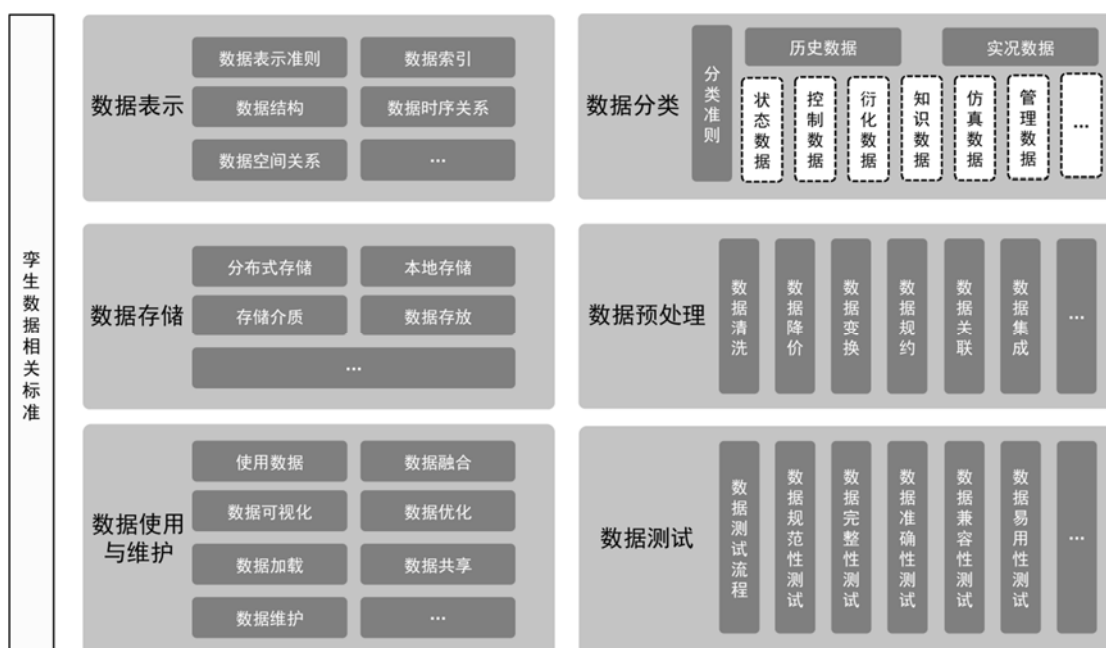 孪生数据相关标准
数据表示
数据表示准则
数据索引
数据结构
数据时序关系
数据空间关系
...
数据分类
分类准则
历史数据
实况数据
状态数据
控制数据
衍化数据
知识数据
仿真数据
管理数据
...
数据存储
分布式存储
本地存储
存储介质
数据存放
...
数据预处理
数据清洗
数据降价
数据变换
数据规约
数据关联
数据集成
...
数据使用
与维护
使用数据
数据融合
数据可视化
数据优化
数据加载
数据共享
数据维护
...
数据测试
数据测试流程
数据规范性测试
数据完整性测试
数据准确性测试
数据兼容性测试
数据易用性测试
...